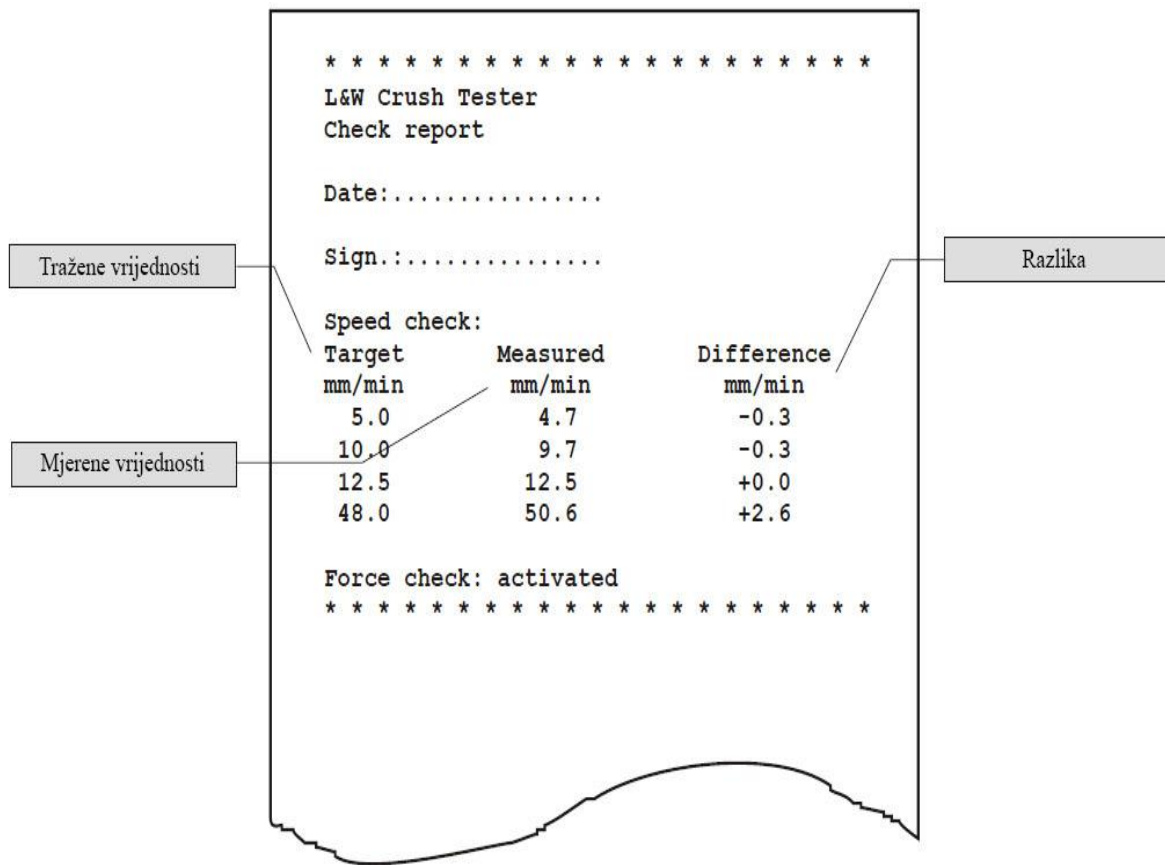 * * * * * * * * * * * * * * * * * * * * *
L&W Crush Tester
Check report
Date:................
Sign.:...............
Tražene vrijednosti
Razlika
Speed check:
Target Measured Difference
mm/min mm/min mm/min
5.0 4.7 -0.3
10.0 9.7 -0.3
Mjerene vrijednosti
12.5 12.5 +0.0
48.0 50.6 +2.6
Force check: activated
* * * * * * * * * * * * * * * * * * * * *